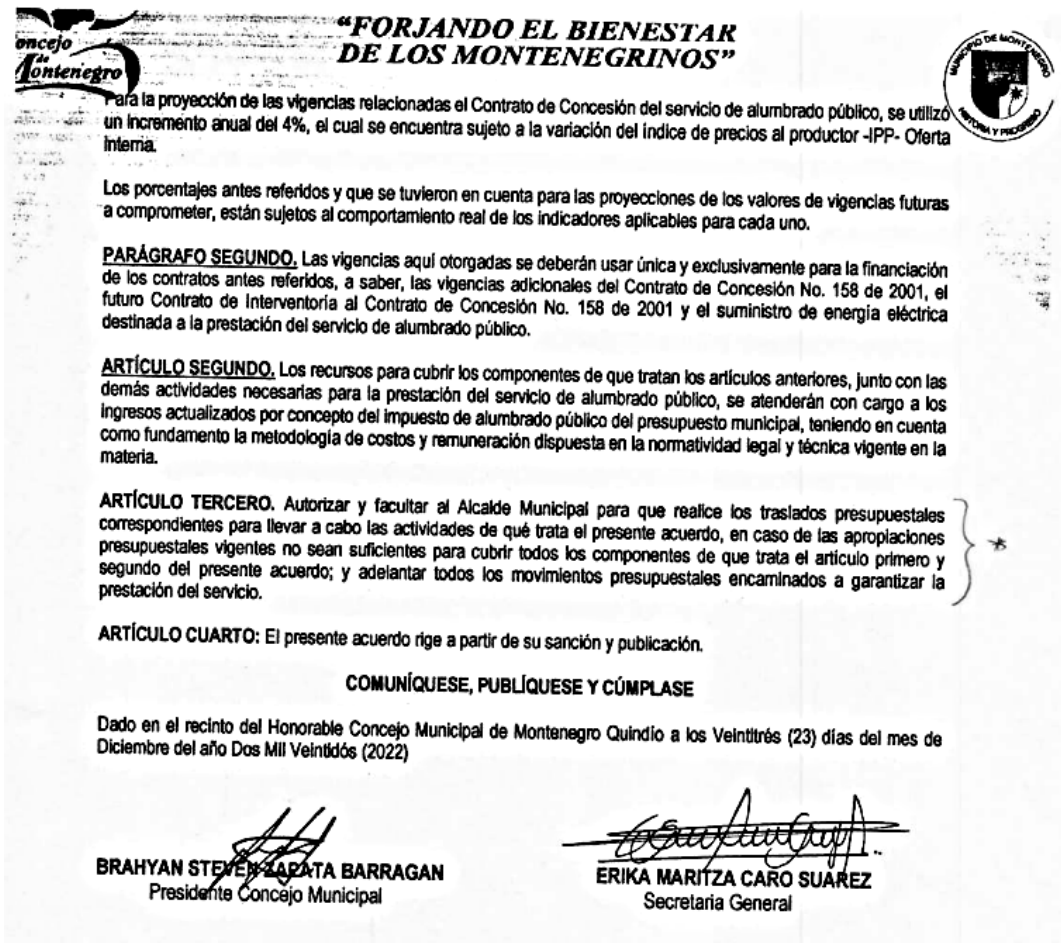 "FORJANDO EL BIENESTAR
DE LOS MONTENEGRINOS"
oncejo
de
Montenegro
MUNICIPIO DE MONTENEGRO
HISTORIA Y PROGRESO
Para la proyección de las vigencias relacionadas el Contrato de Concesión del servicio de alumbrado público, se utilizó
un incremento anual del 4%, el cual se encuentra sujeto a la variación del índice de precios al productor -IPP- Oferta
Interna.
Los porcentajes antes referidos y que se tuvieron en cuenta para las proyecciones de los valores de vigencias futuras
a comprometer, están sujetos al comportamiento real de los indicadores aplicables para cada uno.
PARÁGRAFO SEGUNDO. Las vigencias aquí otorgadas se deberán usar única y exclusivamente para la financiación
de los contratos antes referidos, a saber, las vigencias adicionales del Contrato de Concesión No. 158 de 2001, el
futuro Contrato de Interventoría al Contrato de Concesión No. 158 de 2001 y el suministro de energía eléctrica
destinada a la prestación del servicio de alumbrado público.
ARTÍCULO SEGUNDO. Los recursos para cubrir los componentes de que tratan los artículos anteriores, junto con las
demás actividades necesarias para la prestación del servicio de alumbrado público, se atenderán con cargo a los
ingresos actualizados por concepto del impuesto de alumbrado público del presupuesto municipal, teniendo en cuenta
como fundamento la metodología de costos y remuneración dispuesta en la normatividad legal y técnica vigente en la
materia.
ARTÍCULO TERCERO. Autorizar y facultar al Alcalde Municipal para que realice los traslados presupuestales
correspondientes para llevar a cabo las actividades de qué trata el presente acuerdo, en caso de las apropiaciones
presupuestales vigentes no sean suficientes para cubrir todos los componentes de que trata el artículo primero y
segundo del presente acuerdo; y adelantar todos los movimientos presupuestales encaminados a garantizar la
prestación del servicio.
ARTÍCULO CUARTO: El presente acuerdo rige a partir de su sanción y publicación.
COMUNÍQUESE, PUBLÍQUESE Y CÚMPLASE
Dado en el recinto del Honorable Concejo Municipal de Montenegro Quindío a los Veintitrés (23) días del mes de
Diciembre del año Dos Mil Veintidós (2022)
BRAHYAN STEVEN ZAPATA BARRAGAN
Presidente Concejo Municipal
ERIKA MARITZA CARO SUAREZ
Secretaria General